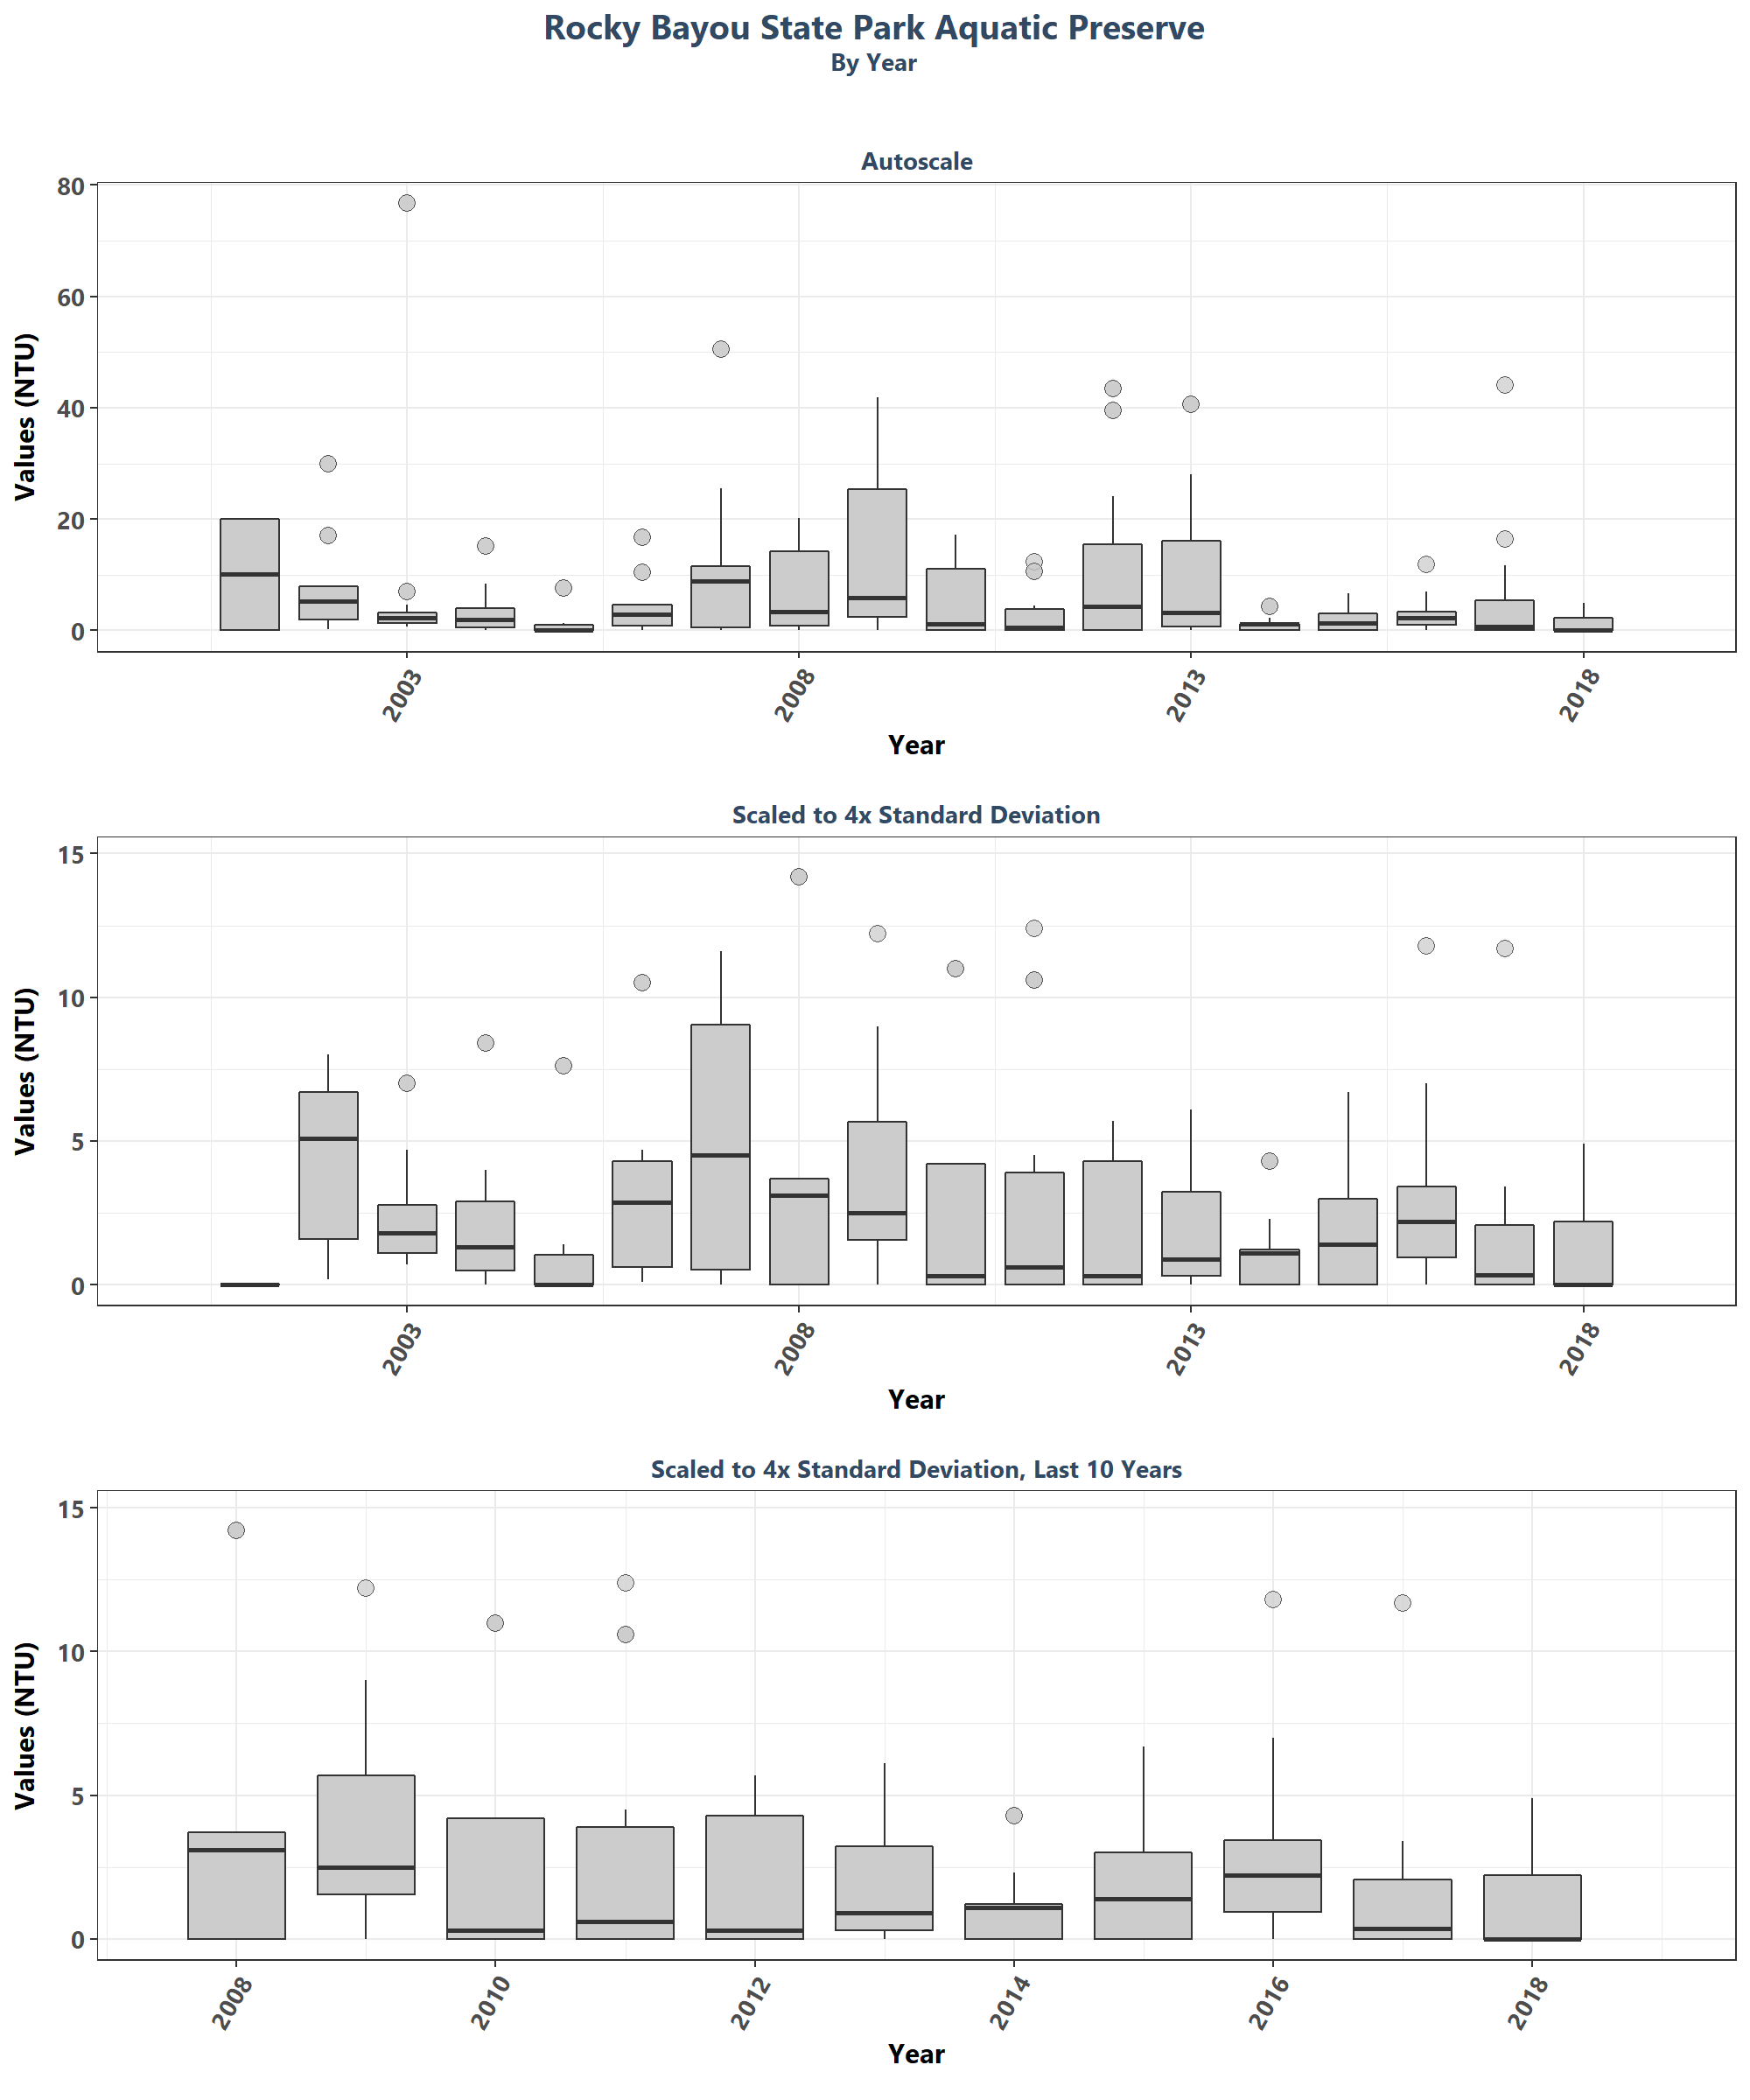 Rocky Bayou State Park Aquatic Preserve
By Year
Autoscale
80
60
40
20
0
Values (NTU)
2003
2008
2013
2018
Year
Scaled to 4x Standard Deviation
15
10
5
0
Values (NTU)
2003
2008
2013
2018
Year
Scaled to 4x Standard Deviation, Last 10 Years
15
10
5
0
Values (NTU)
2008
2010
2012
2014
2016
2018
Year